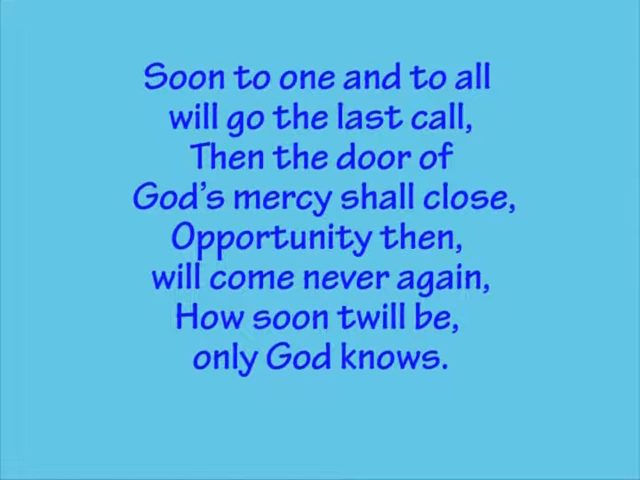 Soon to one and to all
will go the last call,
Then the door of
God's mercy shall close,
Opportunity then,
will come never again,
How soon twill be,
only God knows.